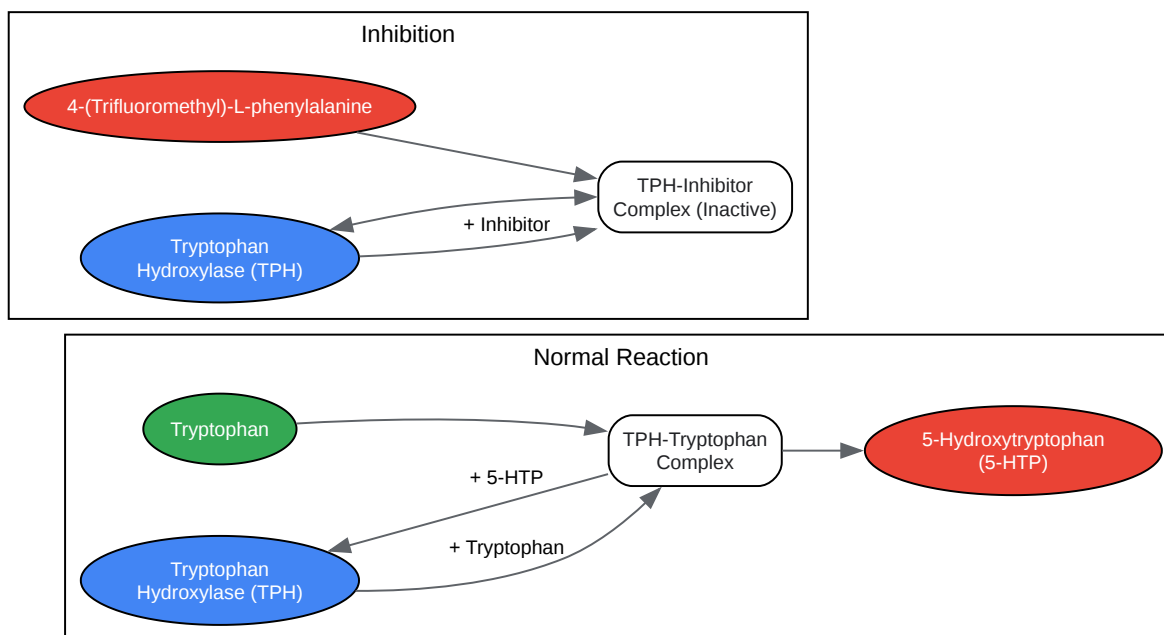 Inhibition
4-(Trifluoromethyl)-L-phenylalanine
TPH-Inhibitor
Complex (Inactive)
+ Inhibitor
Tryptophan
Hydroxylase (TPH)
Normal Reaction
Tryptophan
TPH-Tryptophan
Complex
5-Hydroxytryptophan
(5-HTP)
+ 5-HTP
+ Tryptophan
Tryptophan
Hydroxylase (TPH)